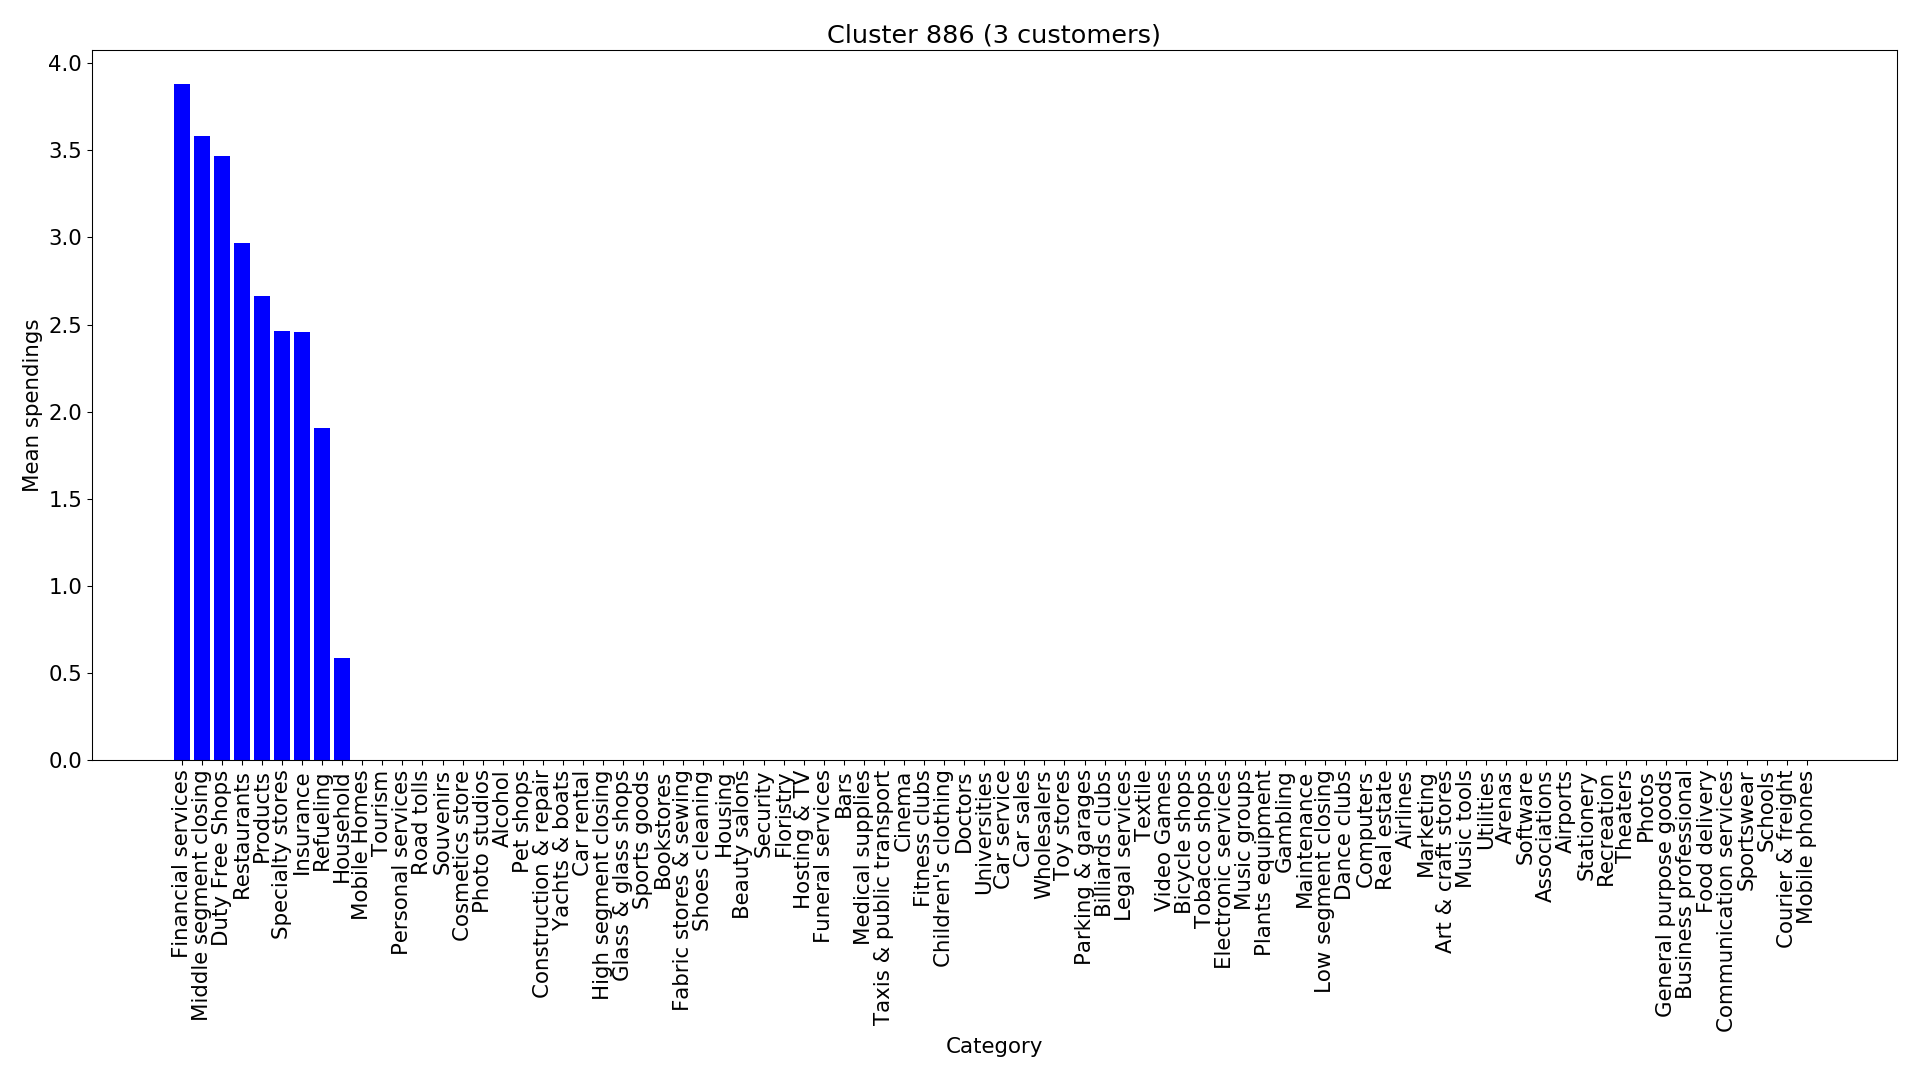 Cluster 886 (3 customers)
4.0
3.5
3.0
2.5
2.0
1.5
1.0
0.5
0.0
Mean spendings
Financial services
Middle segment closing
Duty Free Shops
Restaurants
Products
Specialty stores
Insurance
Refueling
Household
Mobile Homes
Tourism
Personal services
Road tolls
Souvenirs
Cosmetics store
Photo studios
Alcohol
Pet shops
Construction & repair
Yachts & boats
Car rental
High segment closing
Glass & glass shops
Sports goods
Bookstores
Fabric stores & sewing
Shoes cleaning
Housing
Beauty salons
Security
Floristry
Hosting & TV
Funeral services
Bars
Medical supplies
Taxis & public transport
Cinema
Fitness clubs
Children's clothing
Doctors
Universities
Car service
Car sales
Wholesalers
Toy stores
Parking & garages
Billiards clubs
Legal services
Textile
Video Games
Bicycle shops
Tobacco shops
Electronic services
Music groups
Plants equipment
Gambling
Maintenance
Low segment closing
Dance clubs
Computers
Real estate
Airlines
Marketing
Art & craft stores
Music tools
Utilities
Arenas
Software
Associations
Airports
Stationery
Recreation
Theaters
Photos
General purpose goods
Business professional
Food delivery
Communication services
Sportswear
Schools
Courier & freight
Mobile phones
Category